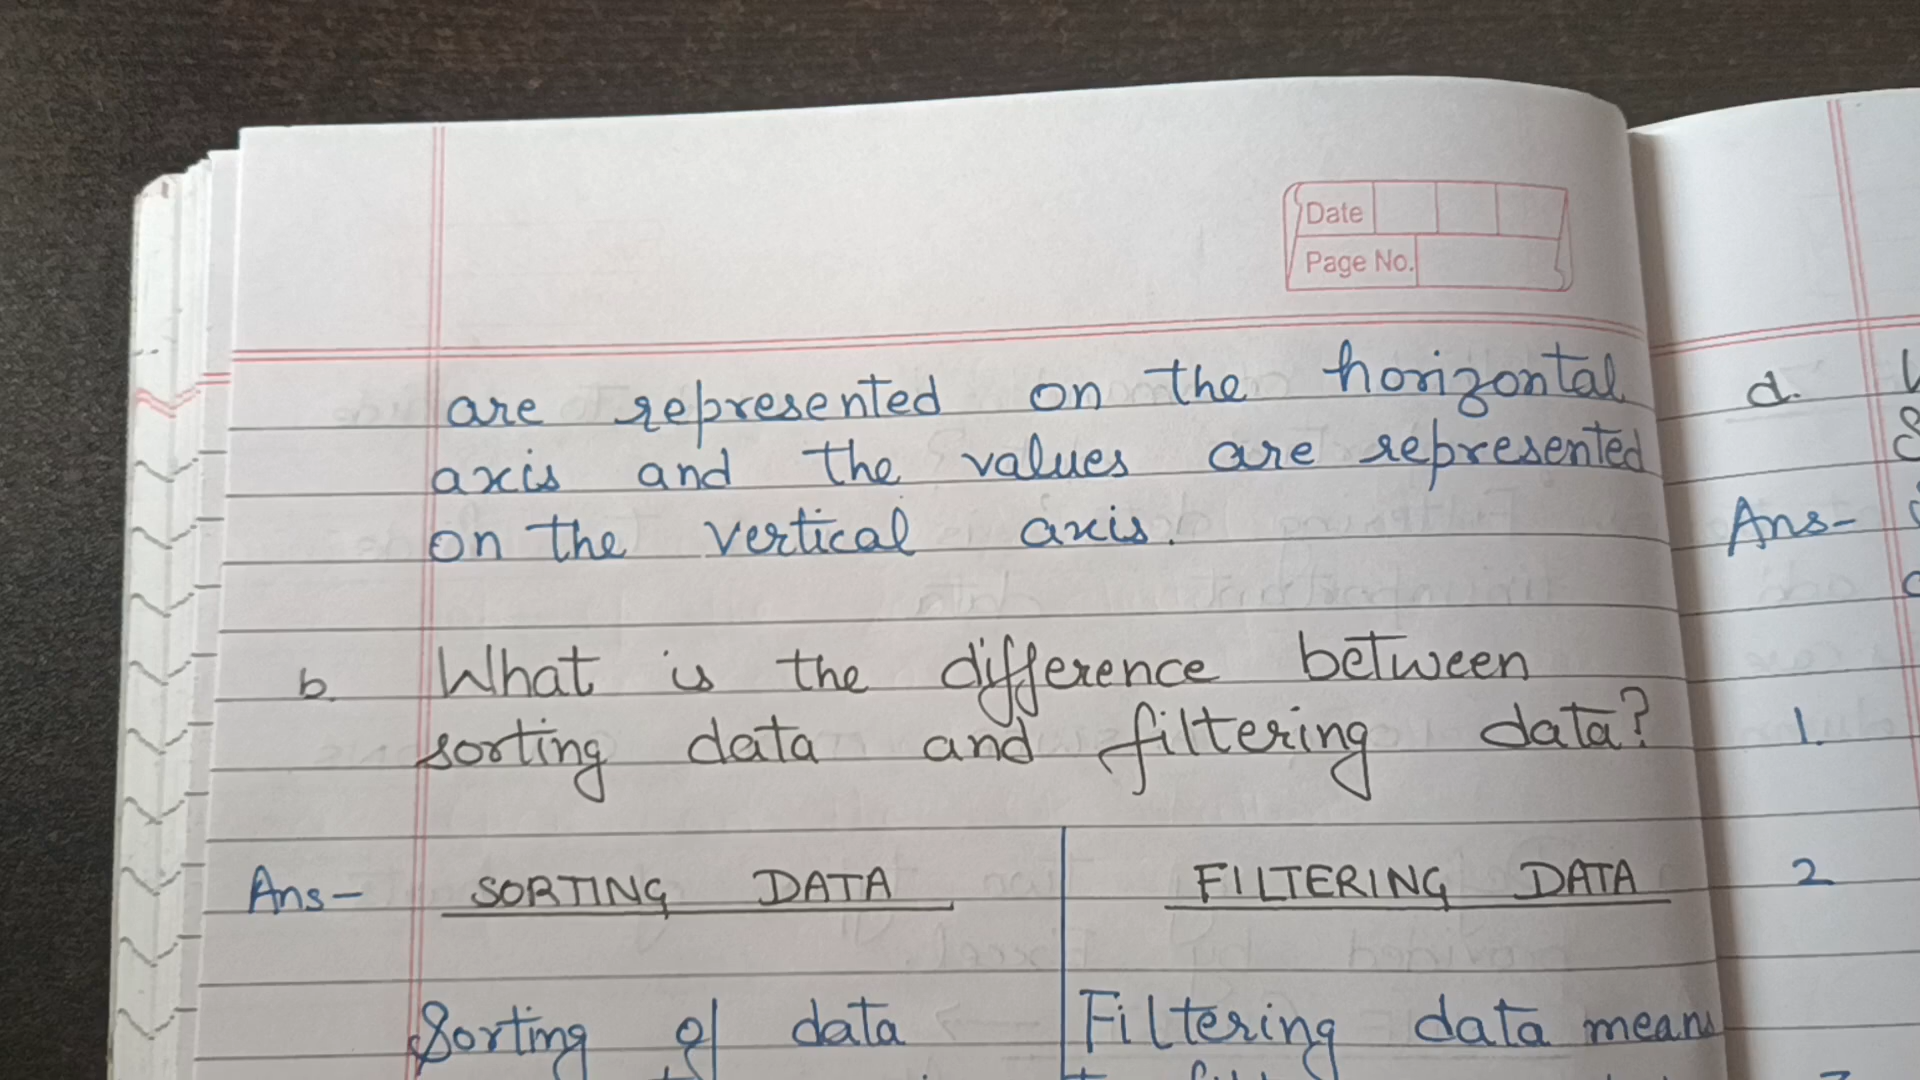 Date
Page No.
are represented on the horizontal
axis and the values are represented
on the vertical axis.
b. What is the difference between
sorting data and filtering data?
Ans- SORTING DATA FILTERING DATA
Sorting of data Filtering data means
d.
Ans-
1.
2